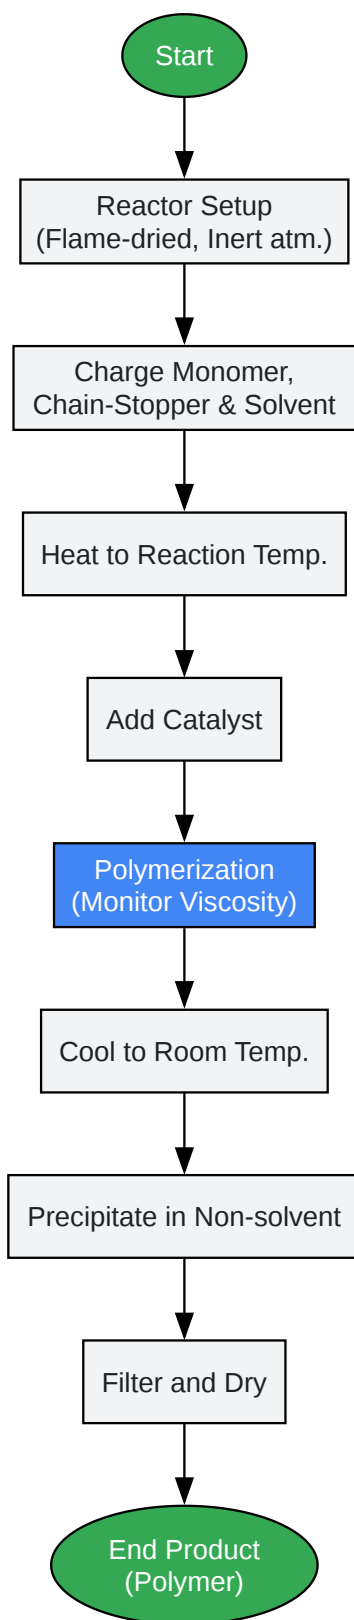 Start
Reactor Setup
(Flame-dried, Inert atm.)
Charge Monomer,
Chain-Stopper & Solvent
Heat to Reaction Temp.
Add Catalyst
Polymerization
(Monitor Viscosity)
Cool to Room Temp.
Precipitate in Non-solvent
Filter and Dry
End Product
(Polymer)